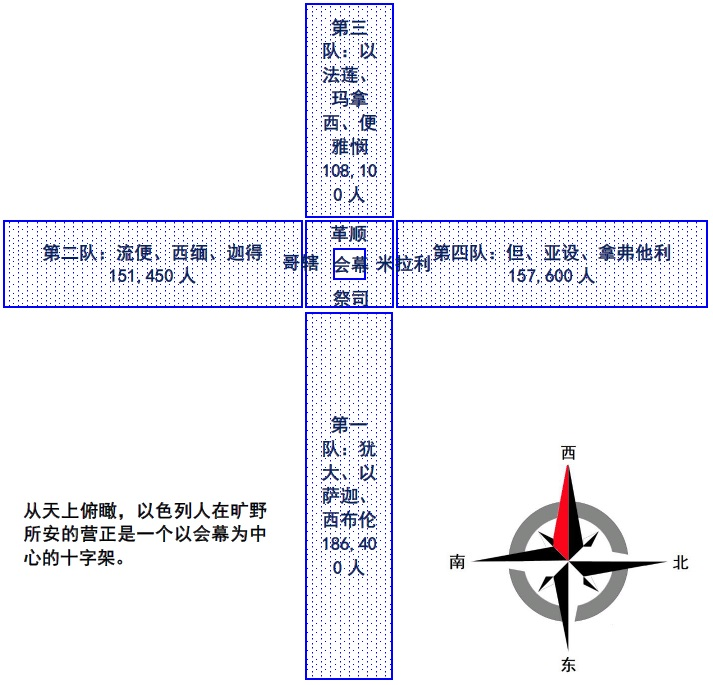 第三
队：以
法莲、
玛拿
西、便
雅悯
108,10
0 人
第二队：流便、西缅、迦得
151,450 人
革顺
哥辖
会幕
米拉利
祭司
第四队：但、亚设、拿弗他利
157,600 人
第一
队：犹
大、以
萨迦、
西布伦
186,40
0 人
从天上俯瞰，以色列人在旷野
所安的营正是一个以会幕为中
心的十字架。
西
南
北
东